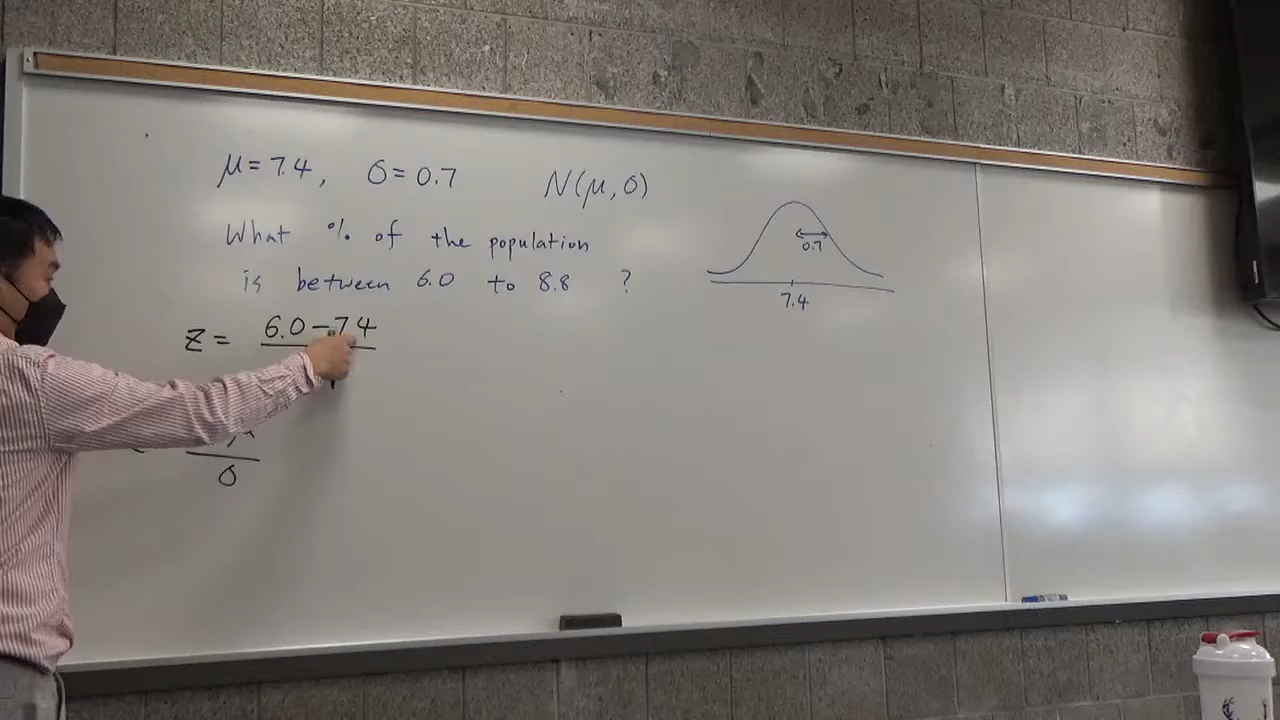 μ = 7.4, σ = 0.7 N(μ, σ)
What % of the population
is between 6.0 to 8.8 ?
0.7
7.4
z = 6.0 − 7.4
μ
σ